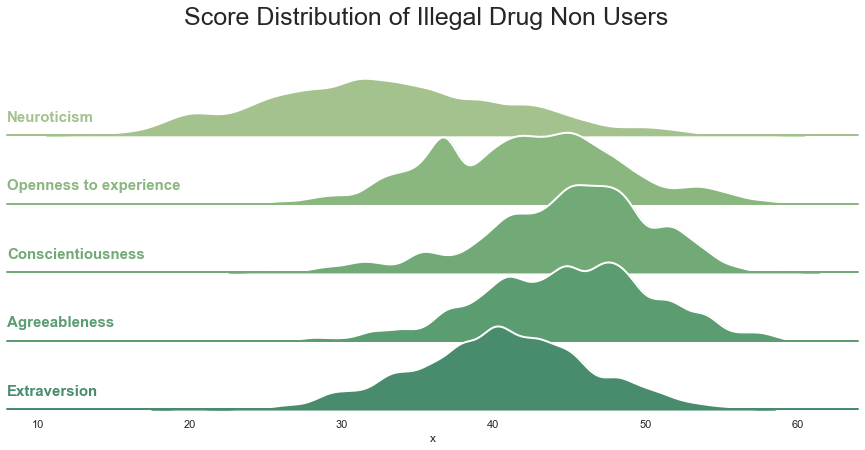 Score Distribution of Illegal Drug Non Users
Neuroticism
Openness to experience
Conscientiousness
Agreeableness
Extraversion
10 20 30 40 50 60
x